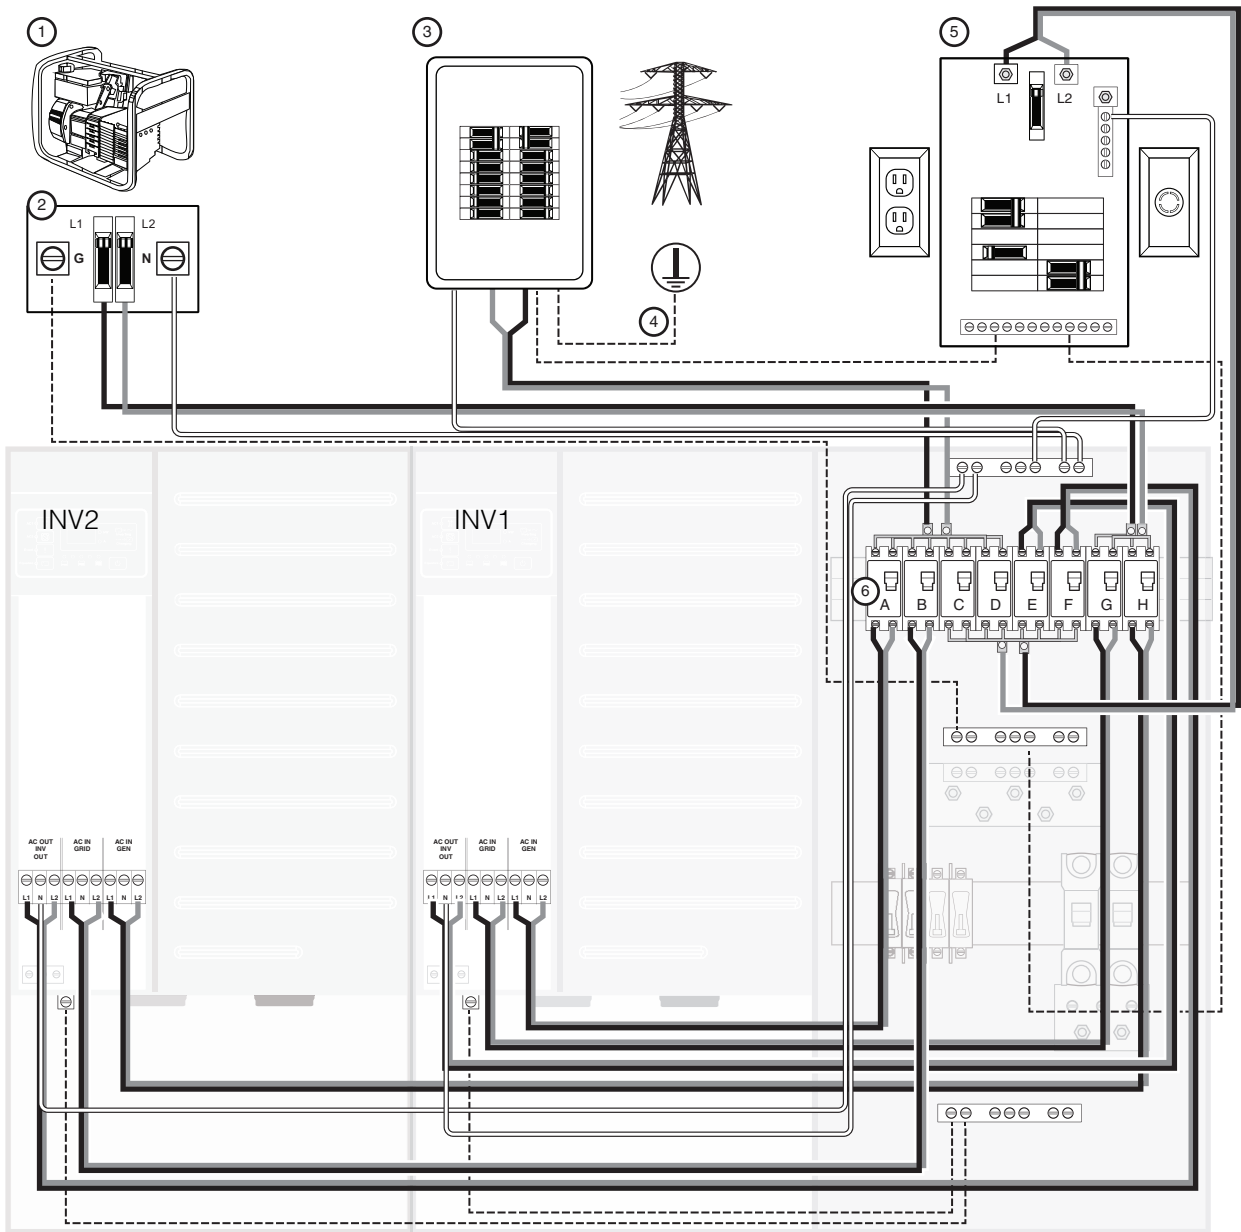 1
3
5
L1
L2
2
L1
L2
G
N
4
INV2
INV1
6
A
B
C
D
E
F
G
H
AC OUT
INV
OUT
AC IN
GRID
AC IN
GEN
L1 N L2 L1 N L2 L1 N L2
AC OUT
INV
OUT
AC IN
GRID
AC IN
GEN
N L1 N L2 L1 N L2